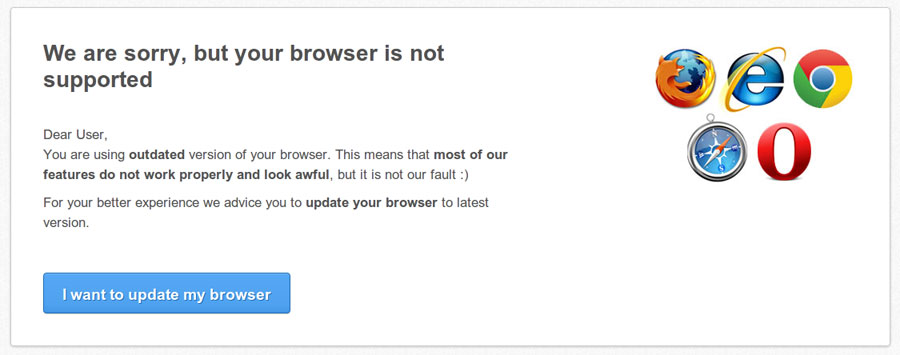 We are sorry, but your browser is not
supported
Dear User,
You are using outdated version of your browser. This means that most of our
features do not work properly and look awful, but it is not our fault :)
For your better experience we advice you to update your browser to latest
version.
I want to update my browser